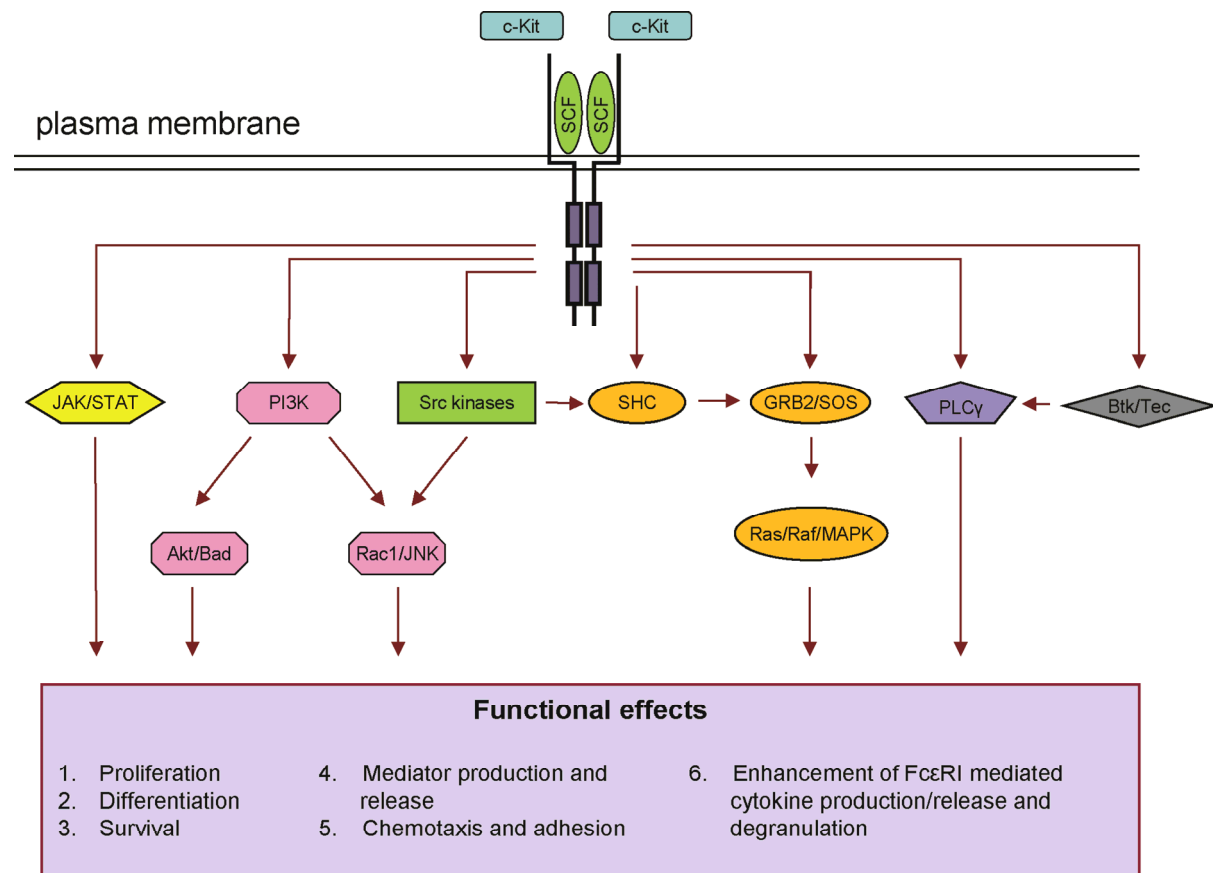 c-Kit
c-Kit
SCF
SCF
plasma membrane
JAK/STAT
PI3K
Src kinases
SHC
GRB2/SOS
PLCγ
Btk/Tec
Akt/Bad
Rac1/JNK
Ras/Raf/MAPK
Functional effects
1. Proliferation
2. Differentiation
3. Survival
4. Mediator production and
release
5. Chemotaxis and adhesion
6. Enhancement of FcεRI mediated
cytokine production/release and
degranulation